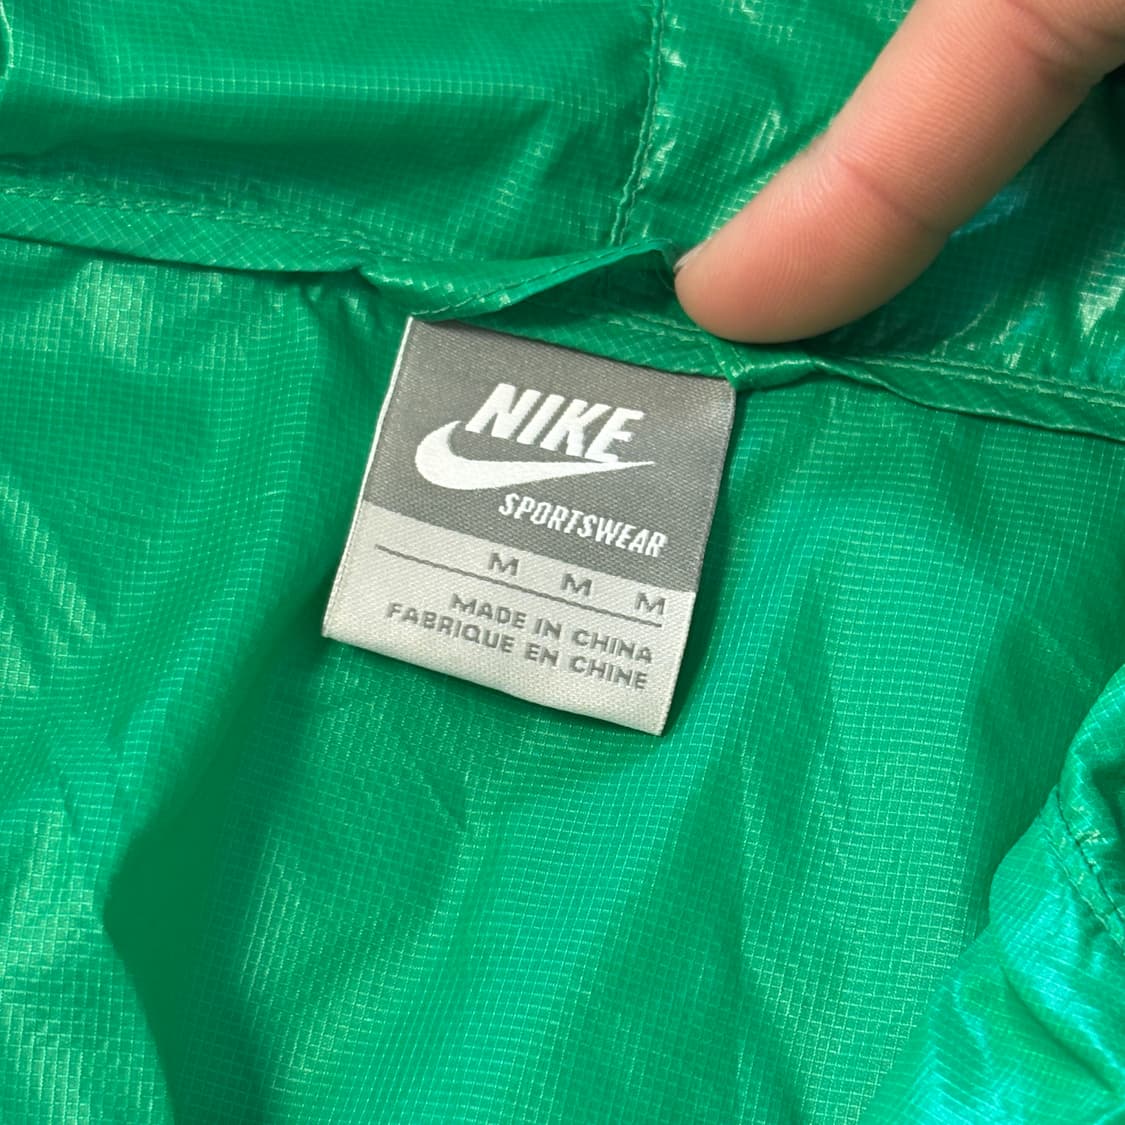 NIKE
SPORTSWEAR
M M M
MADE IN CHINA
FABRIQUE EN CHINE